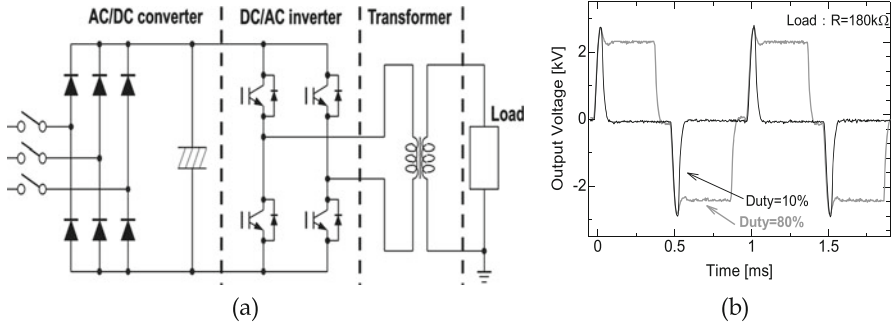 AC/DC converter
DC/AC inverter
Transformer
Load
(a)
Load : R=180kΩ
Output Voltage [kV]
2
0
-2
Duty=10%
Duty=80%
0
0.5
1
1.5
Time [ms]
(b)